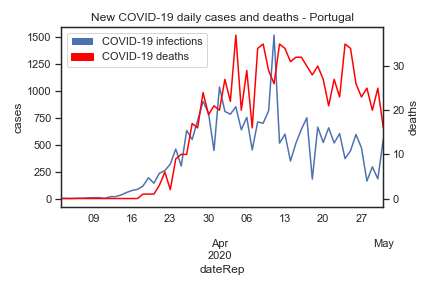 New COVID-19 daily cases and deaths - Portugal
COVID-19 infections
COVID-19 deaths
1500
1250
1000
750
500
250
0
cases
30
20
10
0
deaths
09 16 23 30 06 13 20 27
Apr May
2020
dateRep